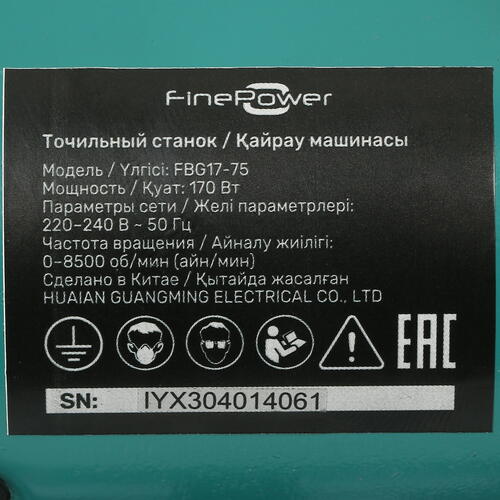 FinePower
Точильный станок / Қайрау машинасы
Модель / Үлгісі: FBG17-75
Мощность / Қуат: 170 Вт
Параметры сети / Желі параметрлері:
220–240 В ~ 50 Гц
Частота вращения / Айналу жиілігі:
0-8500 об/мин (айн/мин)
Сделано в Китае / Қытайда жасалған
HUAIAN GUANGMING ELECTRICAL CO., LTD
EAC
SN: IYX304014061